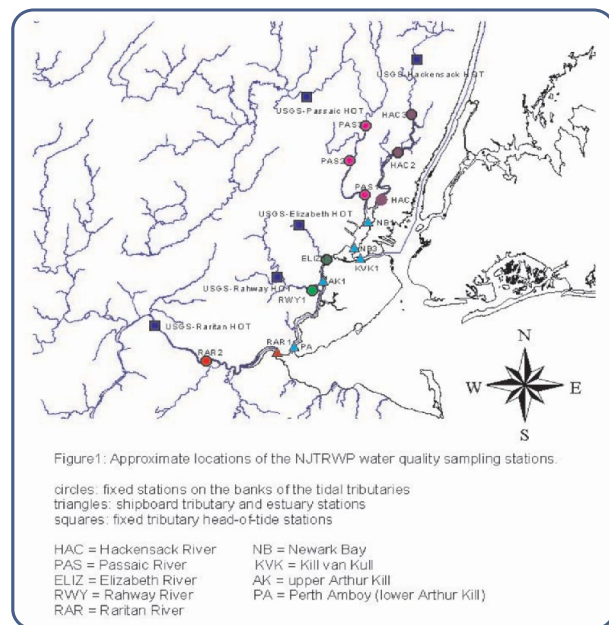 USGS-Hackensack HOT
USGS-Passaic HOT
HAC3
PAS3
HAC2
PAS2
PAS1
HAC
USGS-Elizabeth HOT
NB1
NB3
ELIZ
KVK1
USGS-Rahway HOT
AK1
RWY1
USGS-Raritan HOT
RAR1
PA
RAR2
N
W
E
S
Figure1: Approximate locations of the NJTRWP water quality sampling stations.
circles: fixed stations on the banks of the tidal tributaries
triangles: shipboard tributary and estuary stations
squares: fixed tributary head-of-tide stations
HAC = Hackensack River
PAS = Passaic River
ELIZ = Elizabeth River
RWY = Rahway River
RAR = Raritan River
NB = Newark Bay
KVK = Kill van Kull
AK = upper Arthur Kill
PA = Perth Amboy (lower Arthur Kill)